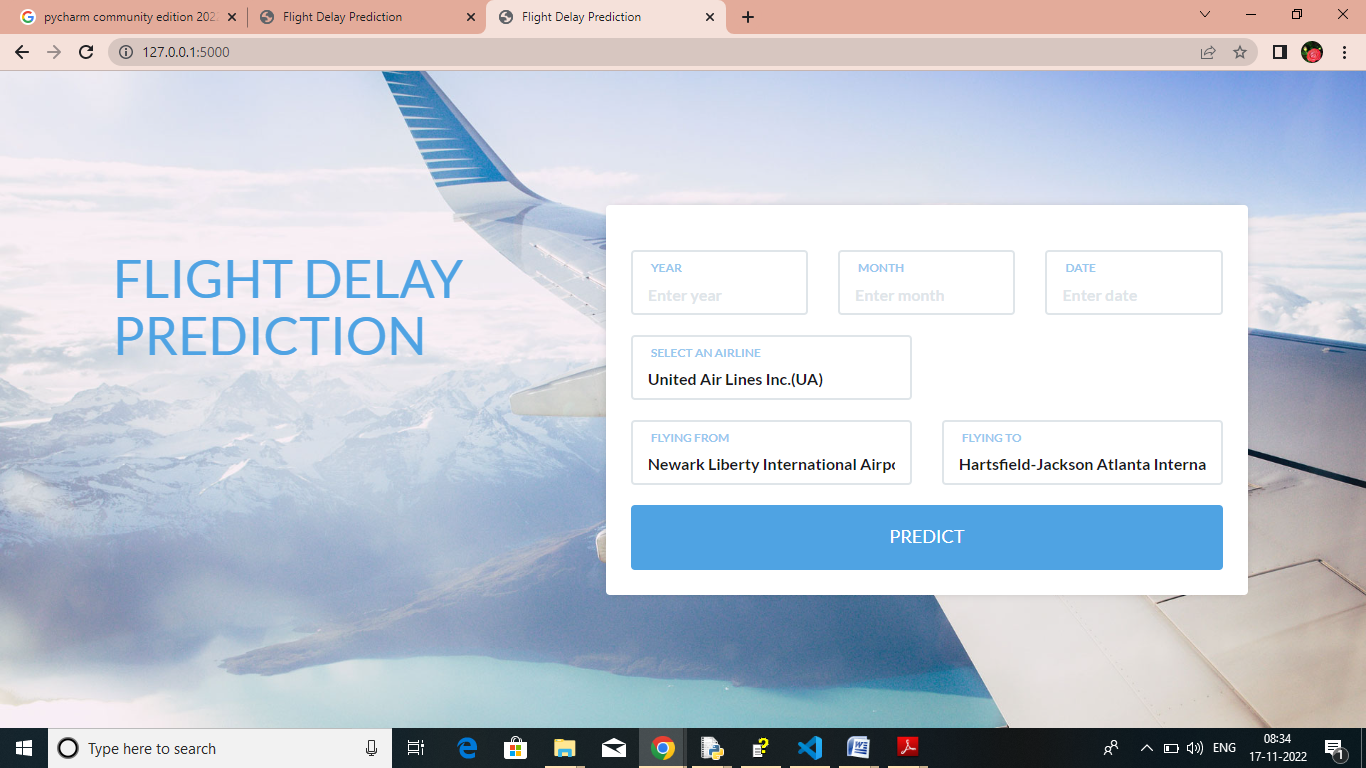 pycharm community edition 202
Flight Delay Prediction
Flight Delay Prediction
127.0.0.1:5000
FLIGHT DELAY
PREDICTION
YEAR
Enter year
MONTH
Enter month
DATE
Enter date
SELECT AN AIRLINE
United Air Lines Inc.(UA)
FLYING FROM
Newark Liberty International Airpo
FLYING TO
Hartsfield-Jackson Atlanta Interna
PREDICT
Type here to search
ENG
08:34
17-11-2022
1